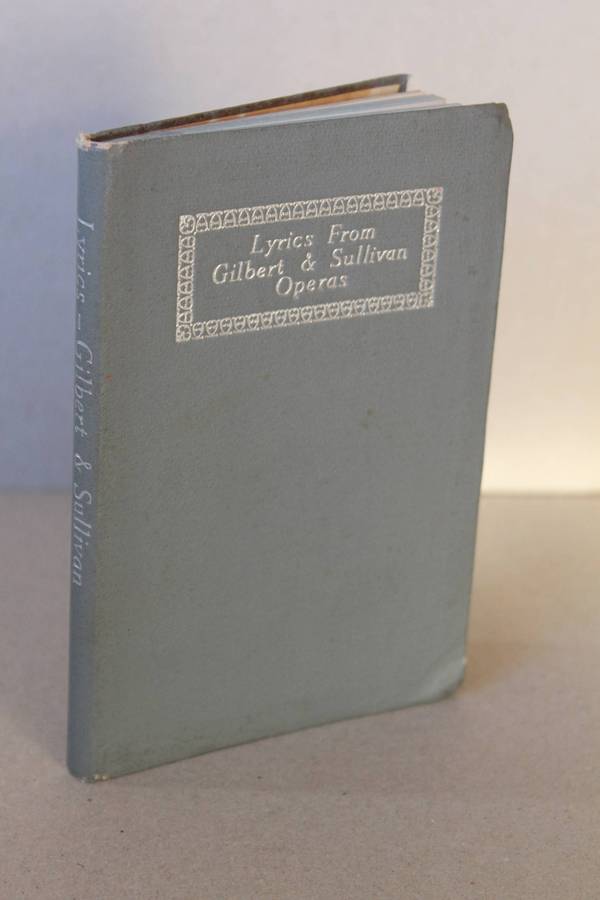 Lyrics From
Gilbert & Sullivan
Operas
Lyrics – Gilbert & Sullivan